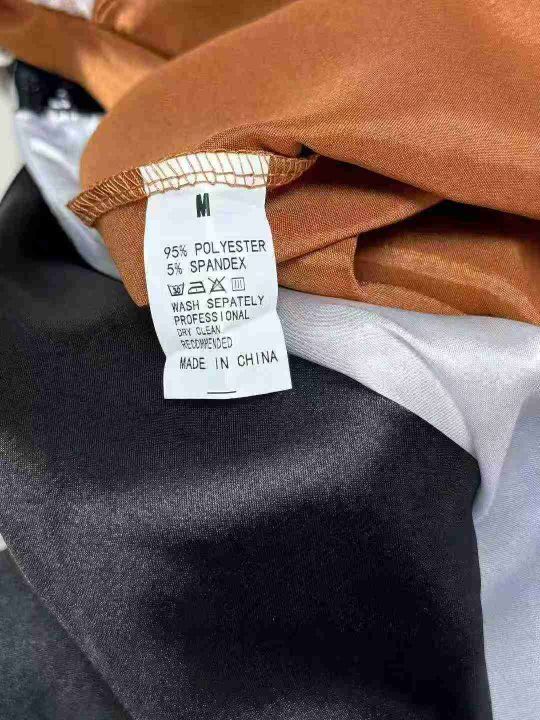 M
95% POLYESTER
5% SPANDEX
WASH SEPATELY
PROFESSIONAL
DRY CLEAN
RECOMMENDED
MADE IN CHINA